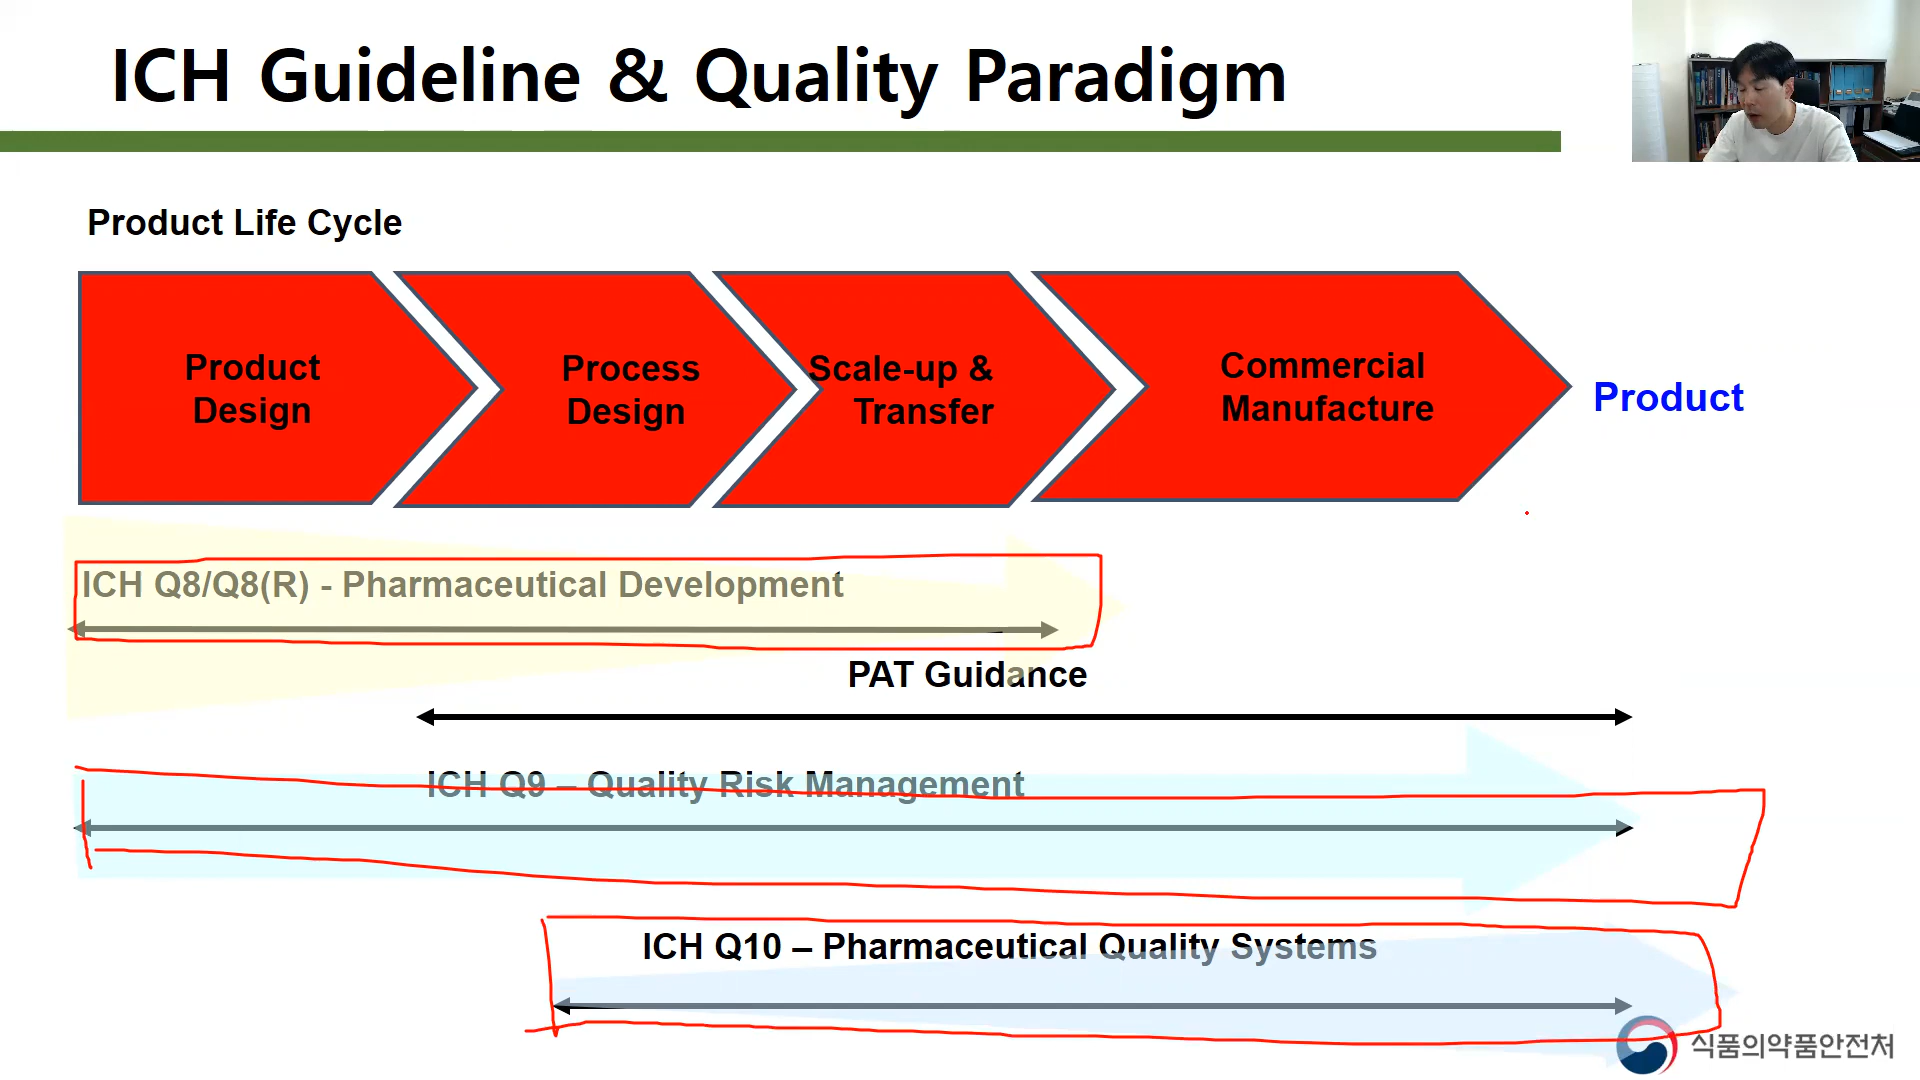 ICH Guideline & Quality Paradigm
Product Life Cycle
Product
Design
Process
Design
Scale-up &
Transfer
Commercial
Manufacture
Product
ICH Q8/Q8(R) - Pharmaceutical Development
PAT Guidance
ICH Q9 – Quality Risk Management
ICH Q10 – Pharmaceutical Quality Systems
식품의약품안전처